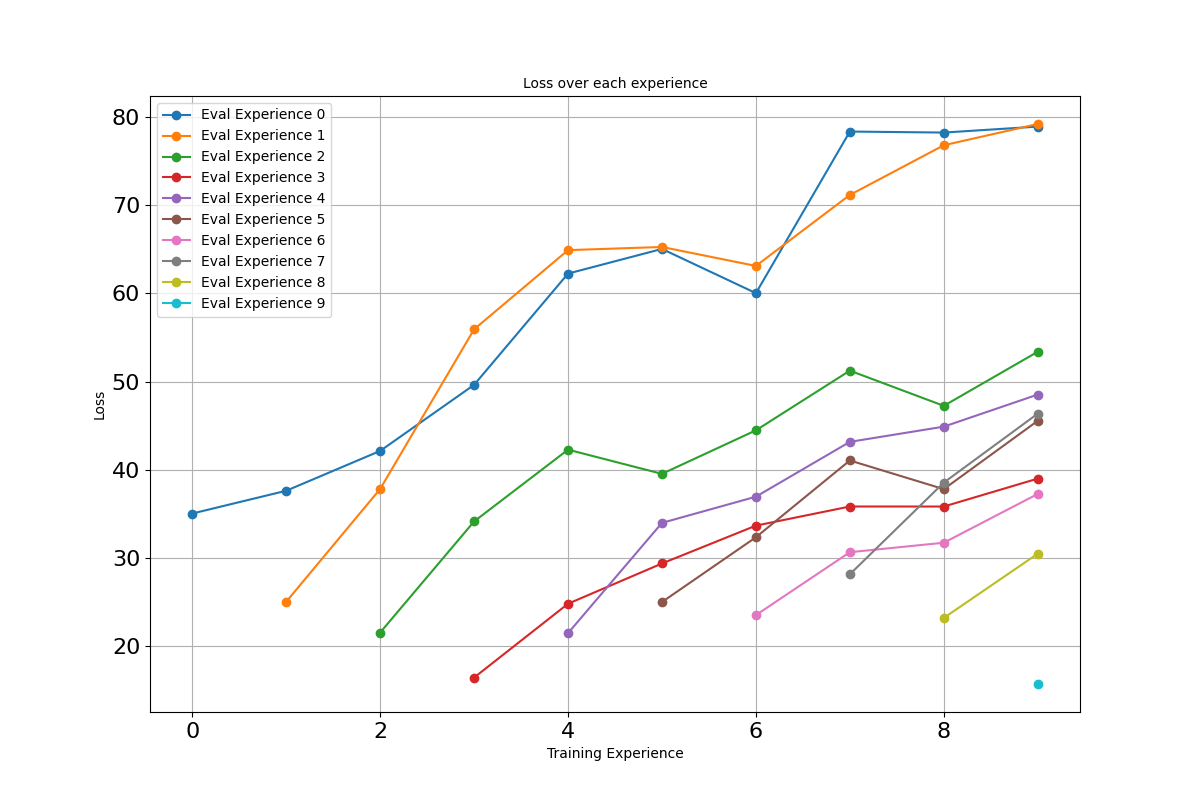 Loss over each experience
80
70
60
50
40
30
20
Loss
Eval Experience 0
Eval Experience 1
Eval Experience 2
Eval Experience 3
Eval Experience 4
Eval Experience 5
Eval Experience 6
Eval Experience 7
Eval Experience 8
Eval Experience 9
0 2 4 6 8
Training Experience